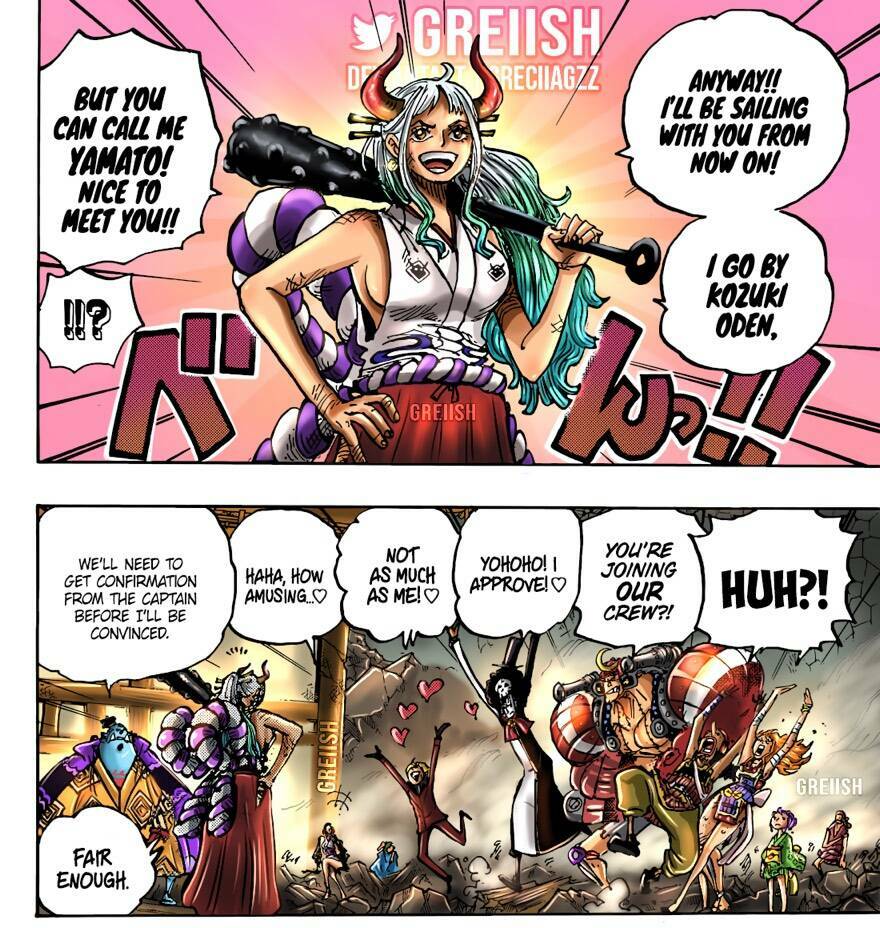 GREIISH
ANYWAY!!
I'LL BE SAILING
WITH YOU FROM
NOW ON!
I GO BY
KOZUKI
ODEN,
BUT YOU
CAN CALL ME
YAMATO!
NICE TO
MEET YOU!!
!!?
べんっ!!
GREIISH
HUH?!
YOU'RE
JOINING
OUR
CREW?!
YOHOHO! I
APPROVE!♡
NOT
AS MUCH
AS ME!♡
HAHA, HOW
AMUSING...♡
WE'LL NEED TO
GET CONFIRMATION
FROM THE CAPTAIN
BEFORE I'LL BE
CONVINCED.
FAIR
ENOUGH.
GREIISH
GREIISH